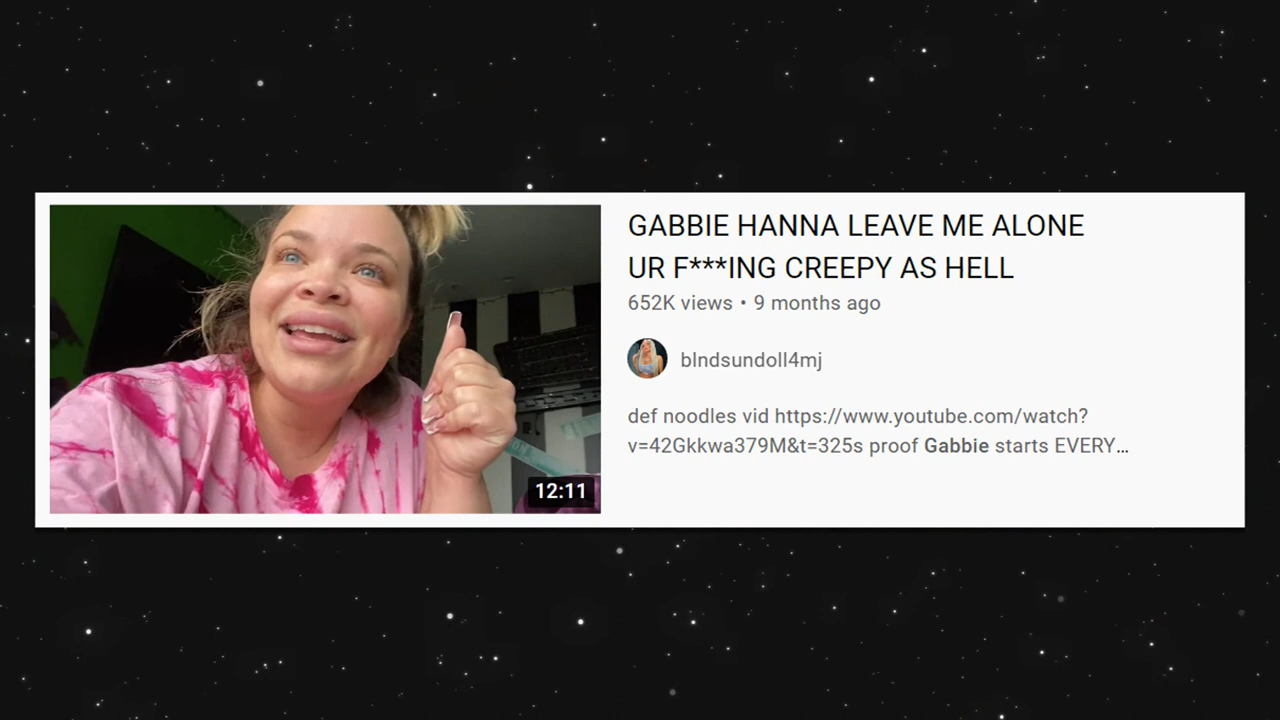 GABBIE HANNA LEAVE ME ALONE
UR F***ING CREEPY AS HELL
652K views • 9 months ago
blndsundoll4mj
def noodles vid https://www.youtube.com/watch?
v=42Gkkwa379M&t=325s proof Gabbie starts EVERY...
12:11